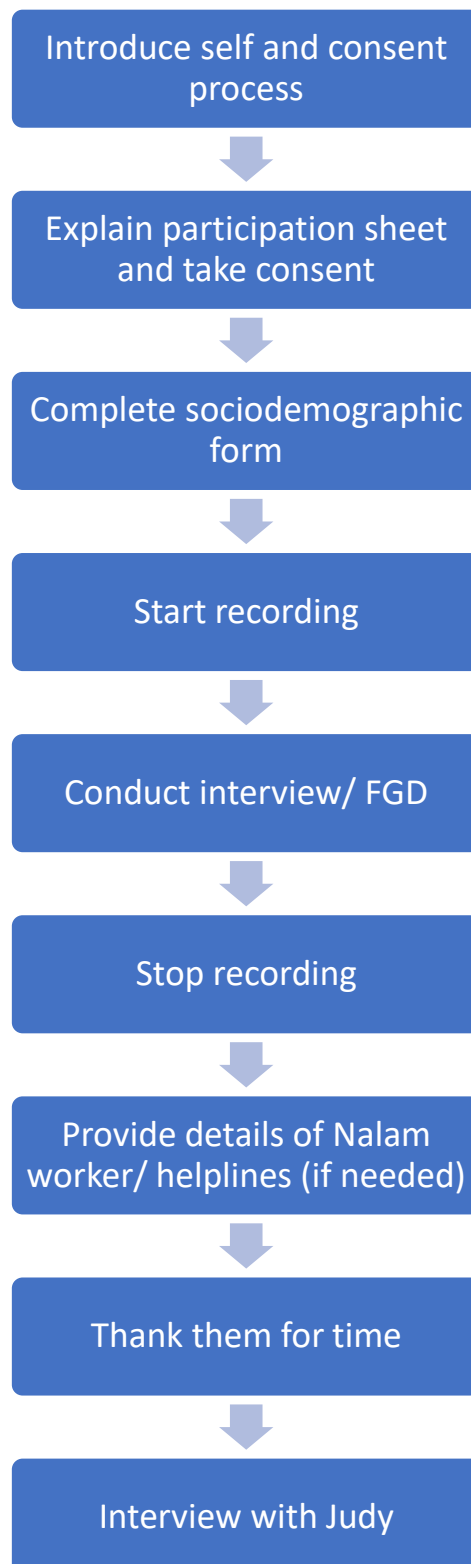 Introduce self and consent
process
Explain participation sheet
and take consent
Complete sociodemographic
form
Start recording
Conduct interview/ FGD
Stop recording
Provide details of Nalam
worker/ helplines (if needed)
Thank them for time
Interview with Judy